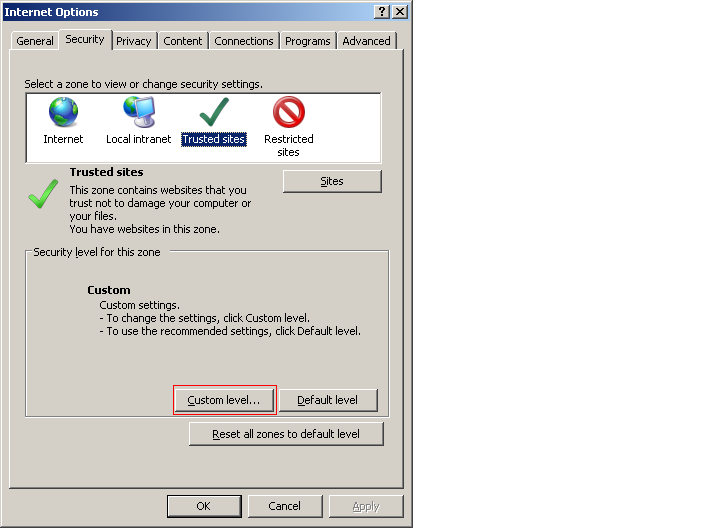 Internet Options
General Security Privacy Content Connections Programs Advanced
Select a zone to view or change security settings.
Internet Local intranet Trusted sites Restricted sites
Trusted sites
Sites
This zone contains websites that you
trust not to damage your computer or
your files.
You have websites in this zone.
Security level for this zone
Custom
Custom settings.
- To change the settings, click Custom level.
- To use the recommended settings, click Default level.
Custom level... Default level
Reset all zones to default level
OK Cancel Apply